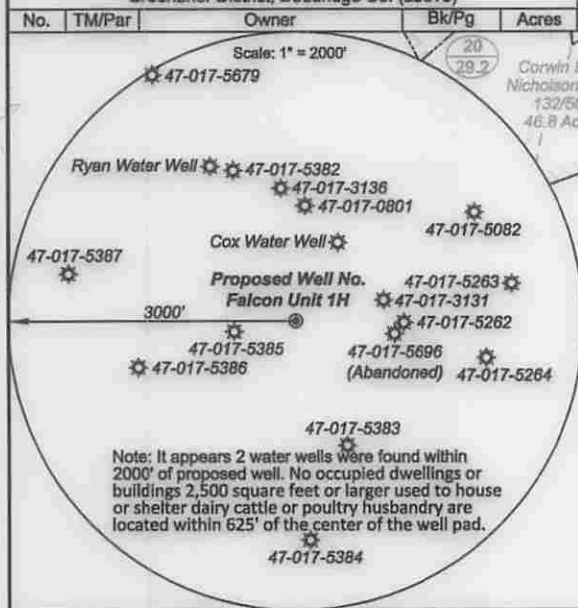 No. TM/Par Owner Bk/Pg Acres
Scale: 1" = 2000'
20
29.2
Corwin
Nicholson
46.8
47-017-5679
Ryan Water Well
47-017-5382
47-017-3136
47-017-0801
47-017-5082
Cox Water Well
47-017-5387
Proposed Well No.
Falcon Unit 1H
47-017-5263
47-017-3131
3000'
47-017-5262
47-017-5385
47-017-5696
(Abandoned)
47-017-5264
47-017-5386
47-017-5383
Note: It appears 2 water wells were found within
2000' of proposed well. No occupied dwellings or
buildings 2,500 square feet or larger used to house
or shelter dairy cattle or poultry husbandry are
located within 625' of the center of the well pad.
47-017-5384